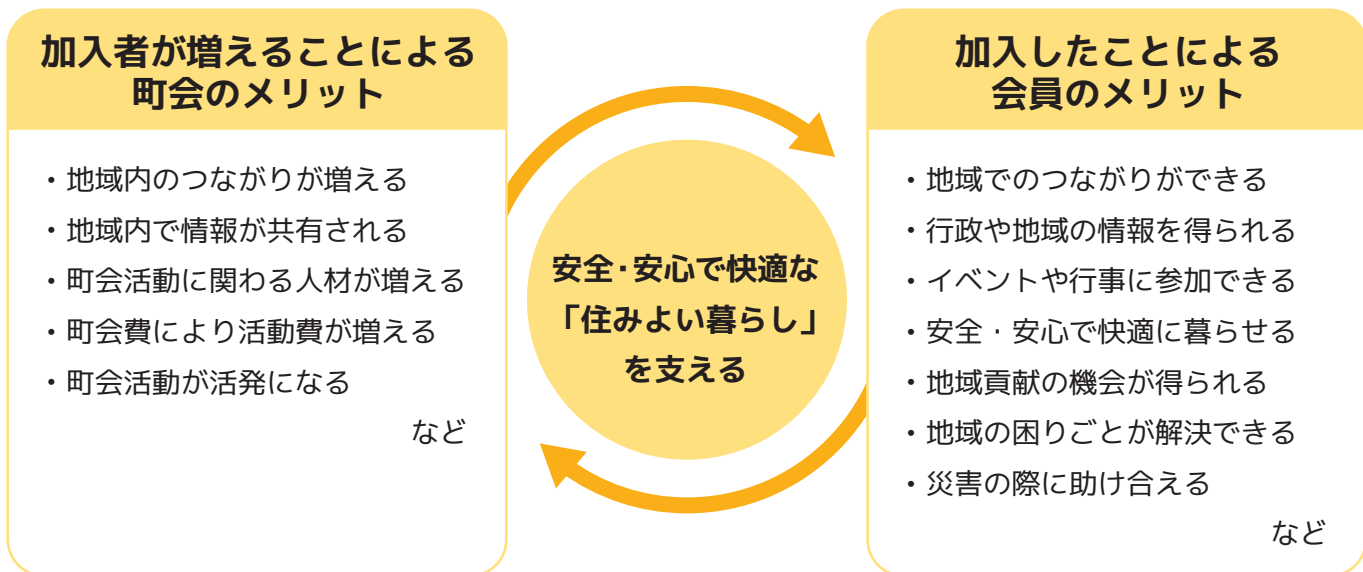 加入者が増えることによる
町会のメリット
・地域内のつながりが増える
・地域内で情報が共有される
・町会活動に関わる人材が増える
・町会費により活動費が増える
・町会活動が活発になる
など
安全・安心で快適な
「住みよい暮らし」
を支える
加入したことによる
会員のメリット
・地域でのつながりができる
・行政や地域の情報を得られる
・イベントや行事に参加できる
・安全・安心で快適に暮らせる
・地域貢献の機会が得られる
・地域の困りごとが解決できる
・災害の際に助け合える
など